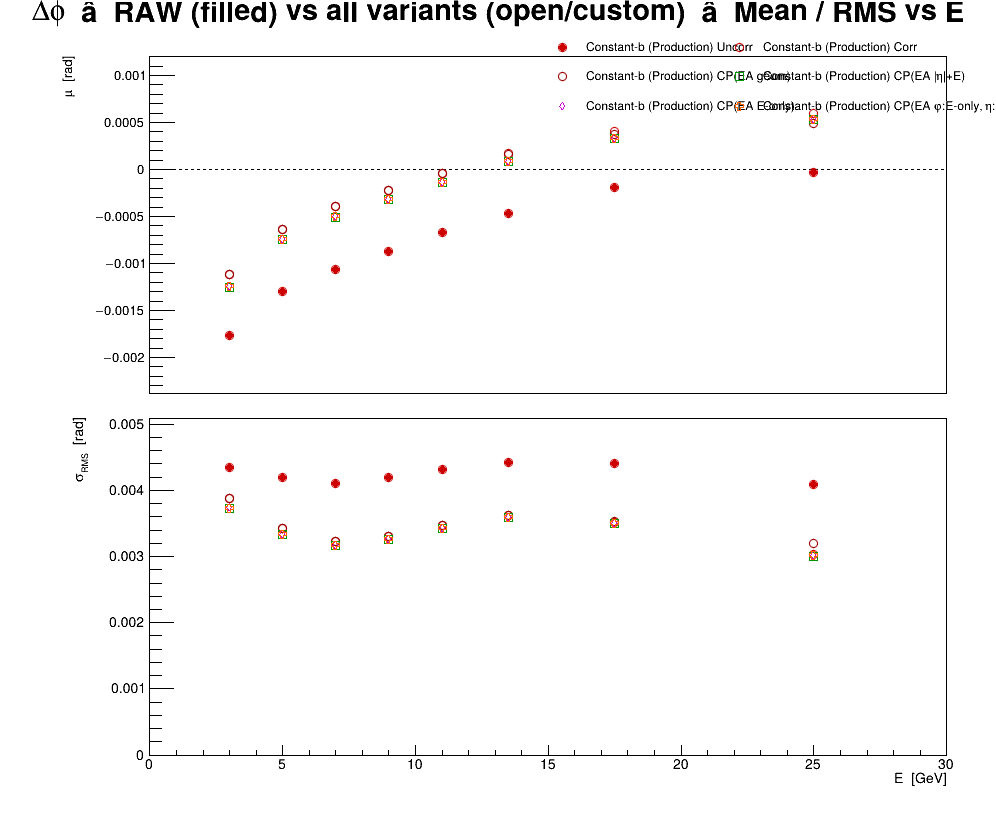 Δφ â RAW (filled) vs all variants (open/custom) â Mean / RMS vs E
Constant-b (Production) Uncorr
Constant-b (Production) Corr
Constant-b (Production) CP(EA geom)
Constant-b (Production) CP(EA |η|+E)
Constant-b (Production) CP(EA E-only)
Constant-b (Production) CP(EA φ:E-only, η:
μ [rad]
0.001
0.0005
0
−0.0005
−0.001
−0.0015
−0.002
σRMS [rad]
0.005
0.004
0.003
0.002
0.001
0
0 5 10 15 20 25 30
E [GeV]